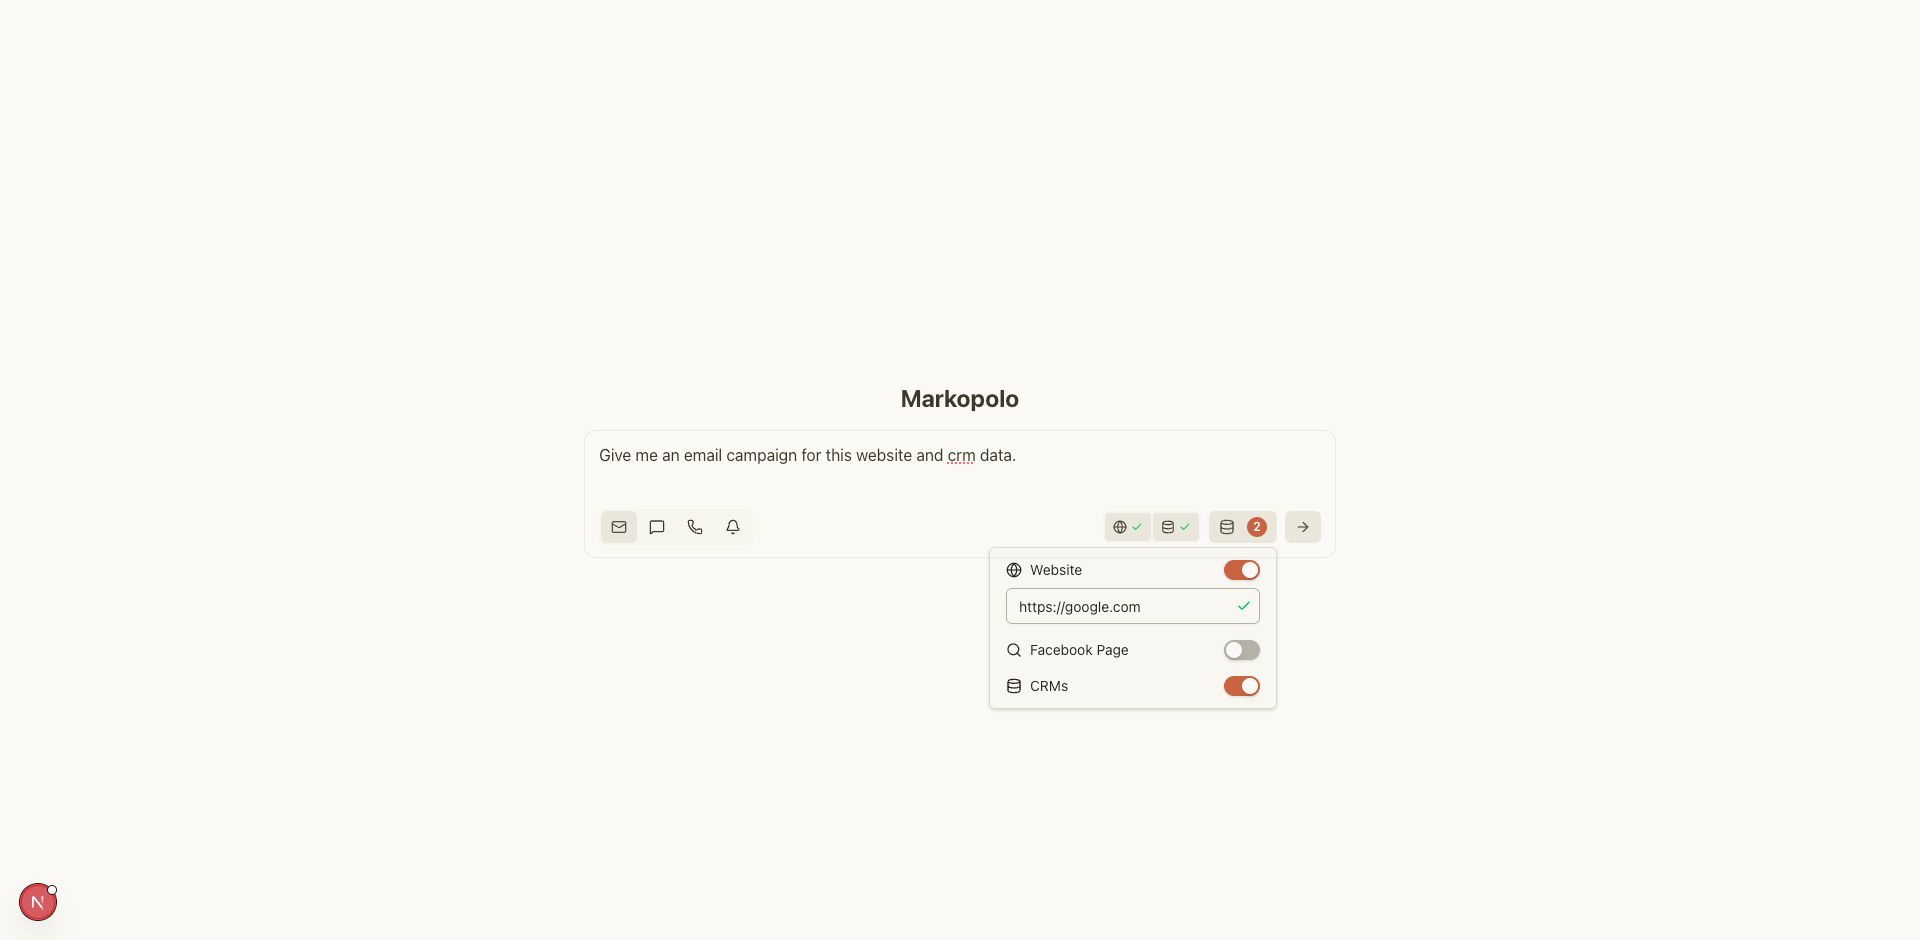 Markopolo
Give me an email campaign for this website and crm data.
2
Website
https://google.com
Facebook Page
CRMs
N